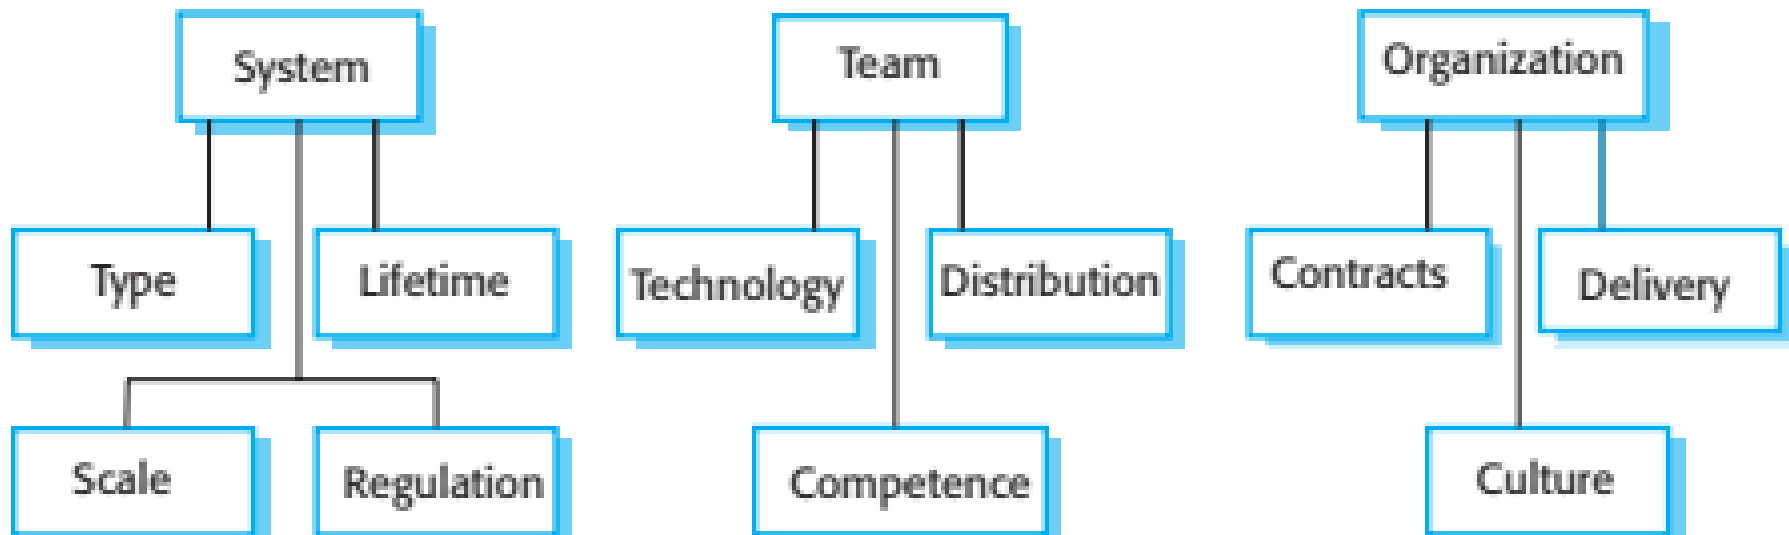 System
Team
Organization
Type
Lifetime
Technology
Distribution
Contracts
Delivery
Scale
Regulation
Competence
Culture